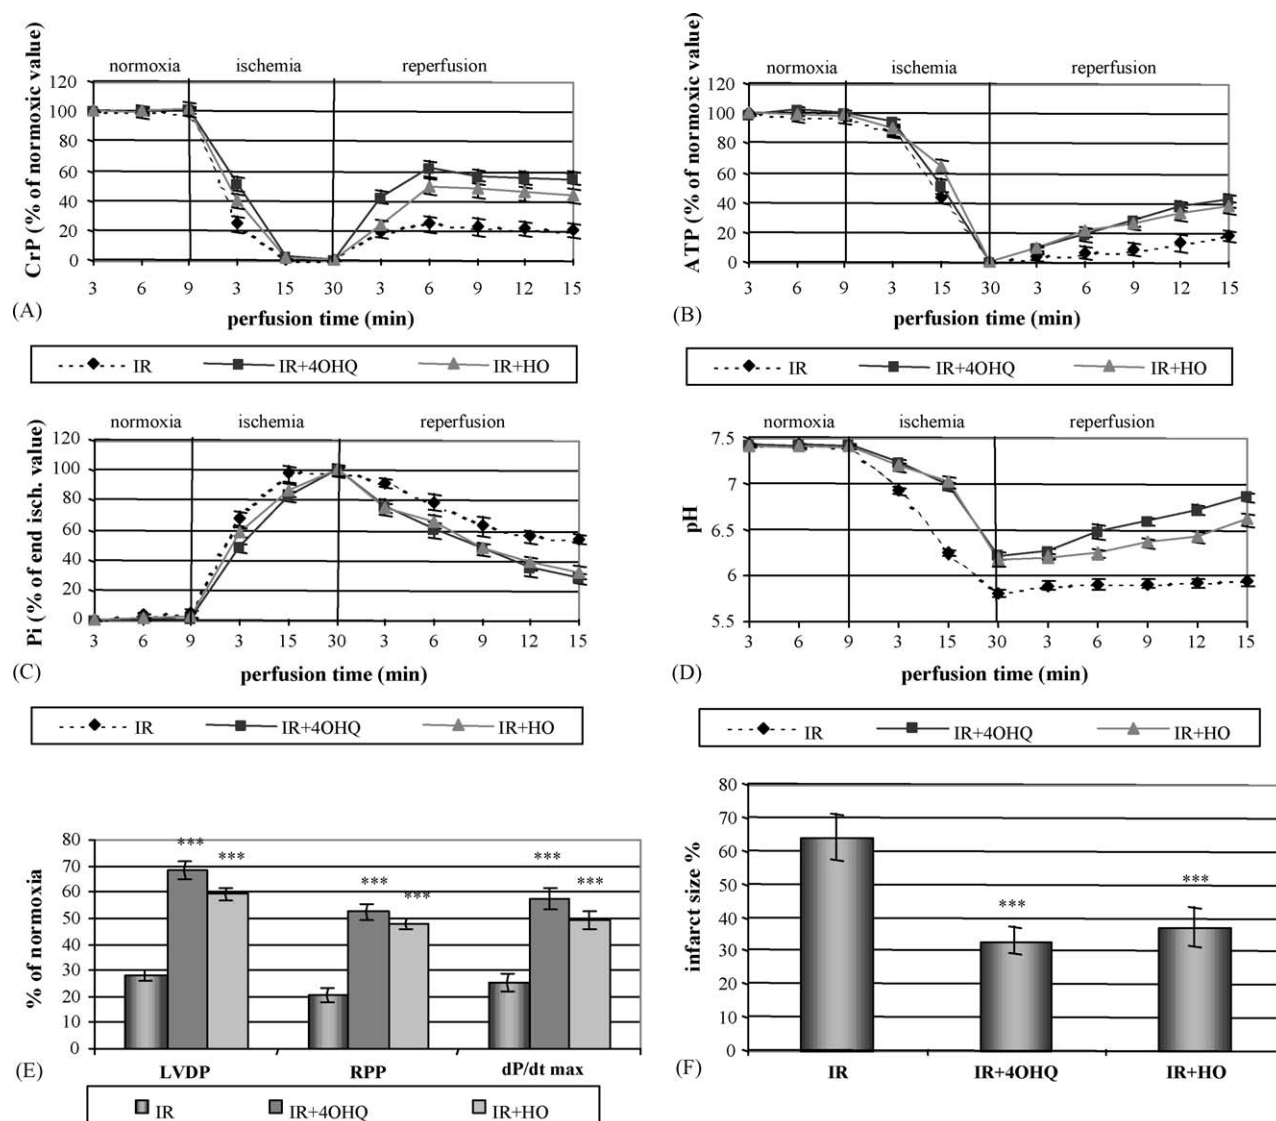 normoxia ischemia reperfusion
CrP (% of normoxic value)
120
100
80
60
40
20
0
3 6 9 3 15 30 3 6 9 12 15
(A)
perfusion time (min)
IR IR+4OHQ IR+HO
normoxia ischemia reperfusion
ATP (% of normoxic value)
120
100
80
60
40
20
0
3 6 9 3 15 30 3 6 9 12 15
(B)
perfusion time (min)
IR IR+4OHQ IR+HO
normoxia ischemia reperfusion
Pi (% of end isch. value)
120
100
80
60
40
20
0
3 6 9 3 15 30 3 6 9 12 15
(C)
perfusion time (min)
IR IR+4OHQ IR+HO
normoxia ischemia reperfusion
pH
7.5
7
6.5
6
5.5
3 6 9 3 15 30 3 6 9 12 15
(D)
perfusion time (min)
IR IR+4OHQ IR+HO
% of normoxia
80
70
60
50
40
30
20
10
0
*** *** *** *** *** ***
LVDP RPP dP/dt max
(E)
IR IR+4OHQ IR+HO
infarct size %
80
70
60
50
40
30
20
10
0
*** ***
IR IR+4OHQ IR+HO
(F)